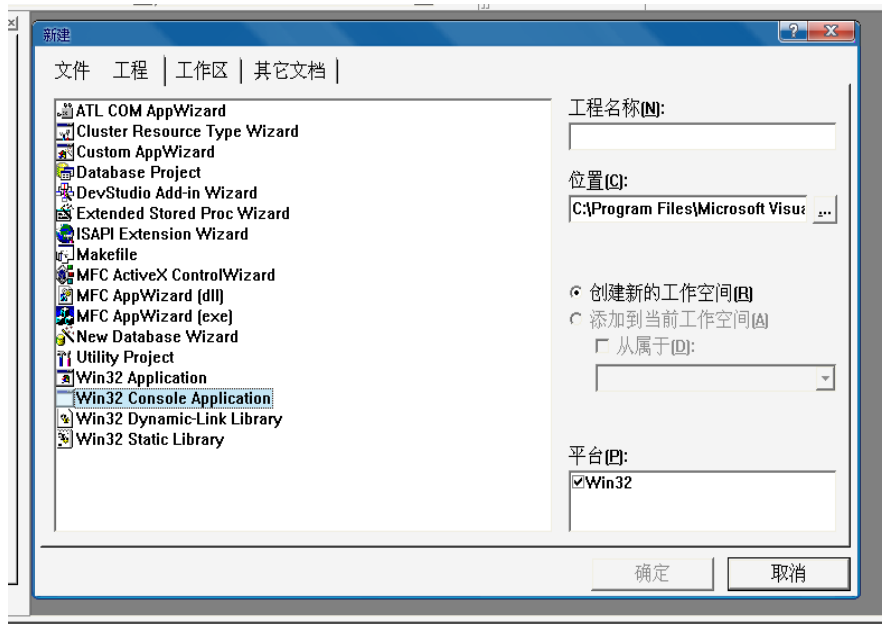 新建
文件 工程 工作区 其它文档
ATL COM AppWizard
Cluster Resource Type Wizard
Custom AppWizard
Database Project
DevStudio Add-in Wizard
Extended Stored Proc Wizard
ISAPI Extension Wizard
Makefile
MFC ActiveX ControlWizard
MFC AppWizard (dll)
MFC AppWizard (exe)
New Database Wizard
Utility Project
Win32 Application
Win32 Console Application
Win32 Dynamic-Link Library
Win32 Static Library
工程名称(N):
位置(C):
C:\Program Files\Microsoft Visua ...
创建新的工作空间(R)
添加到当前工作空间(A)
从属于(D):
平台(P):
Win32
确定 取消